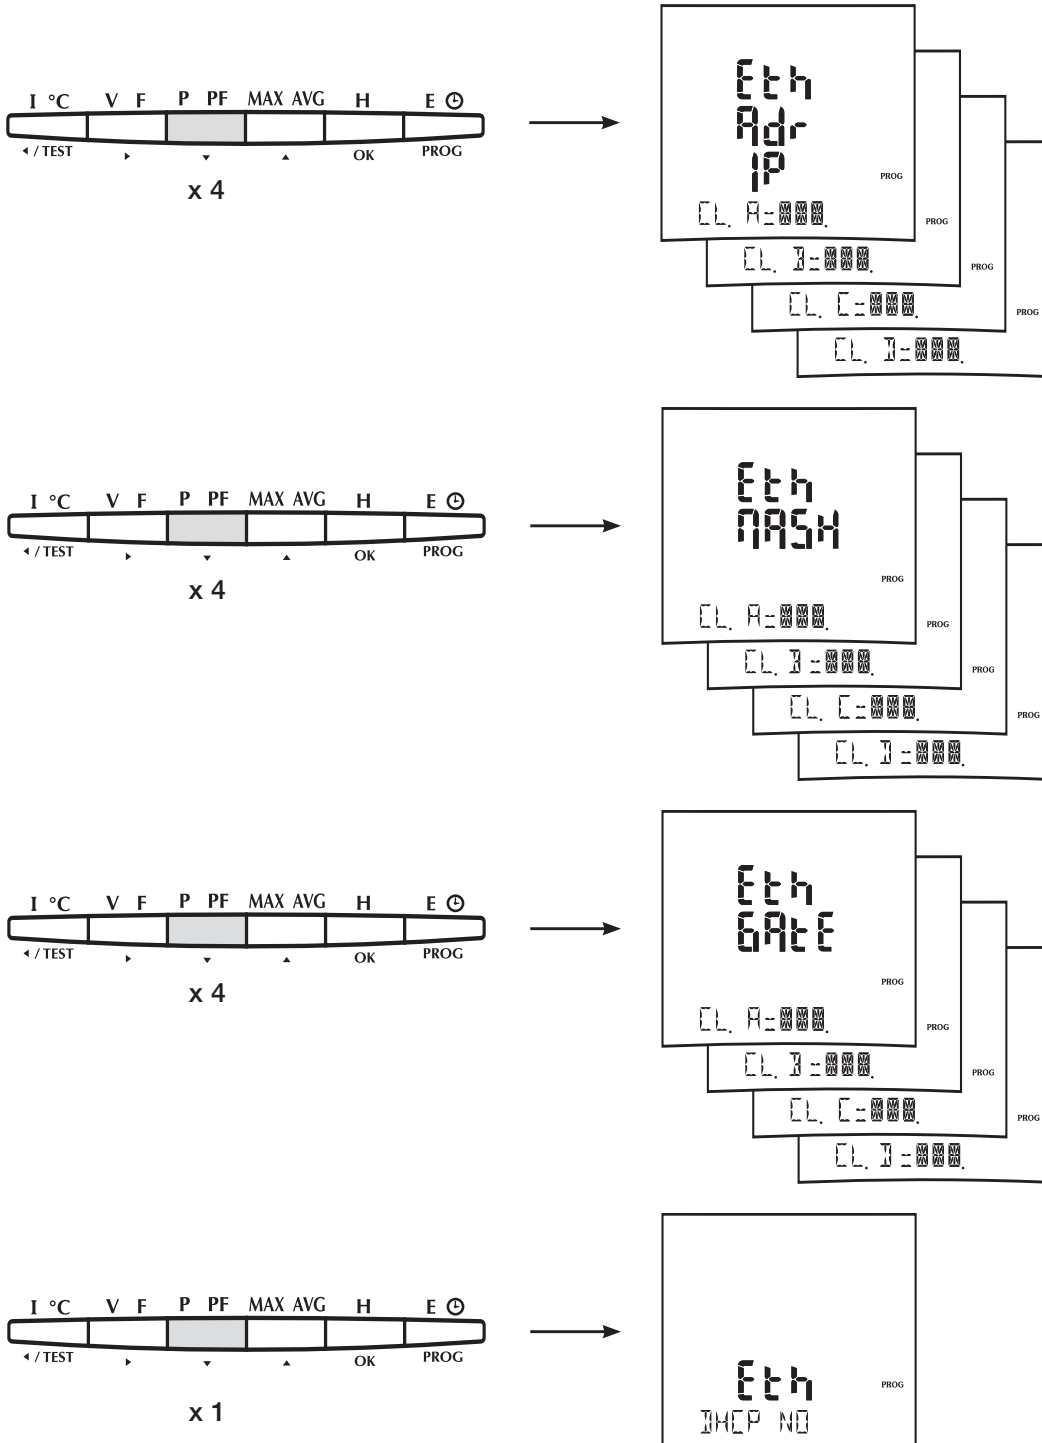 I °C V F P PF MAX AVG H E
/ TEST OK PROG
x 4
Eth
Adr
IP
PROG
CL. A=000.
PROG
CL. B=000.
PROG
CL. C=000.
PROG
CL. D=000.
I °C V F P PF MAX AVG H E
/ TEST OK PROG
x 4
Eth
MASK
PROG
CL. A=000.
PROG
CL. B=000.
PROG
CL. C=000.
PROG
CL. D=000.
I °C V F P PF MAX AVG H E
/ TEST OK PROG
x 4
Eth
GAtE
PROG
CL. A=000.
PROG
CL. B=000.
PROG
CL. C=000.
PROG
CL. D=000.
I °C V F P PF MAX AVG H E
/ TEST OK PROG
x 1
Eth
PROG
DHCP NO